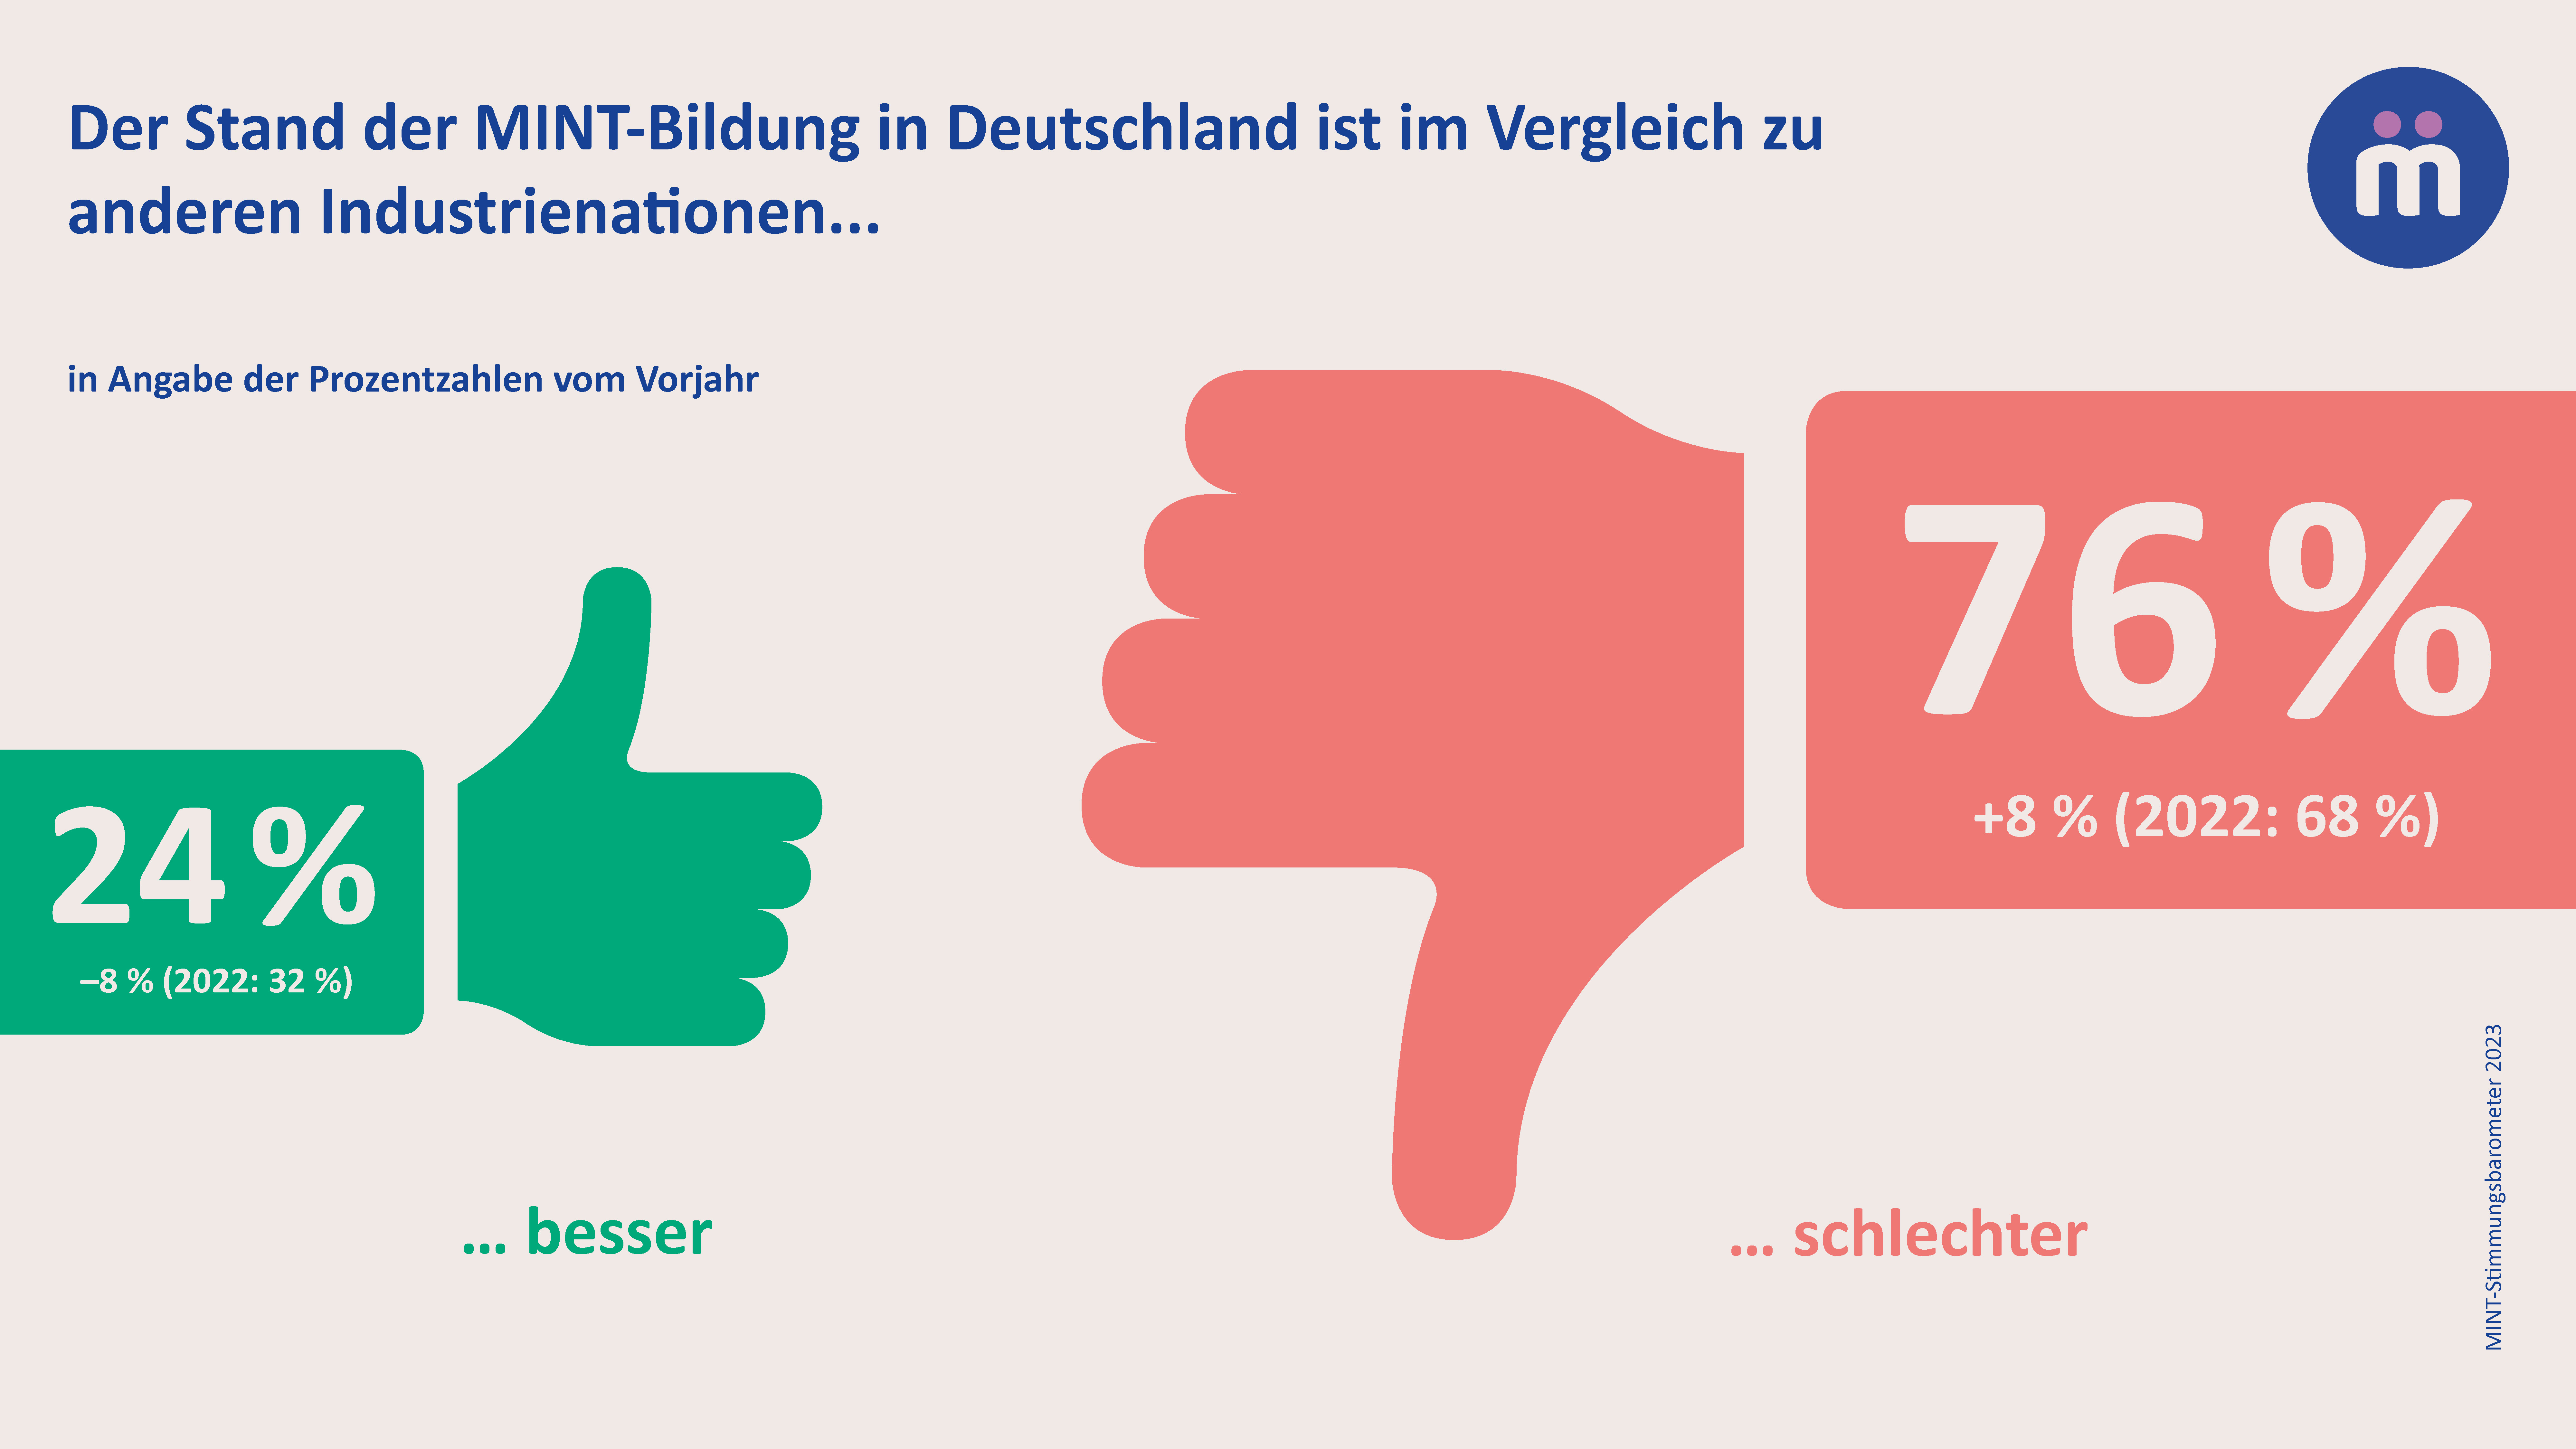 Der Stand der MINT-Bildung in Deutschland ist im Vergleich zu
anderen Industrienationen...
m
in Angabe der Prozentzahlen vom Vorjahr
76 %
+8 % (2022: 68 %)
24 %
–8 % (2022: 32 %)
... besser
... schlechter
MINT-Stimmungsbarometer 2023